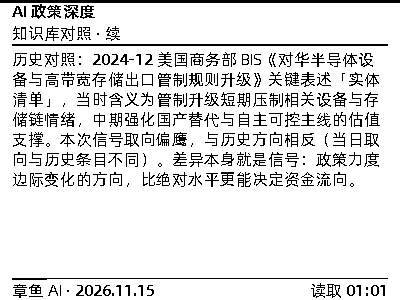 AI 政策深度
知识库对照 · 续
历史对照：2024-12 美国商务部 BIS《对华半导体设
备与高带宽存储出口管制规则升级》关键表述「实体
清单」，当时含义为管制升级短期压制相关设备与存
储链情绪，中期强化国产替代与自主可控主线的估值
支撑。本次信号取向偏鹰，与历史方向相反（当日取
向与历史条目不同）。差异本身就是信号：政策力度
边际变化的方向，比绝对水平更能决定资金流向。
章鱼 AI · 2026.11.15
读取 01:01